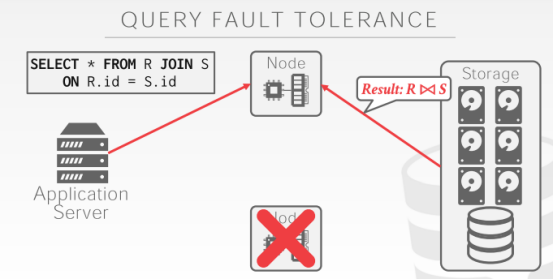 QUERY FAULT TOLERANCE
SELECT * FROM R JOIN S
ON R.id = S.id
Node
Storage
Result: R ⋈ S
Application
Server